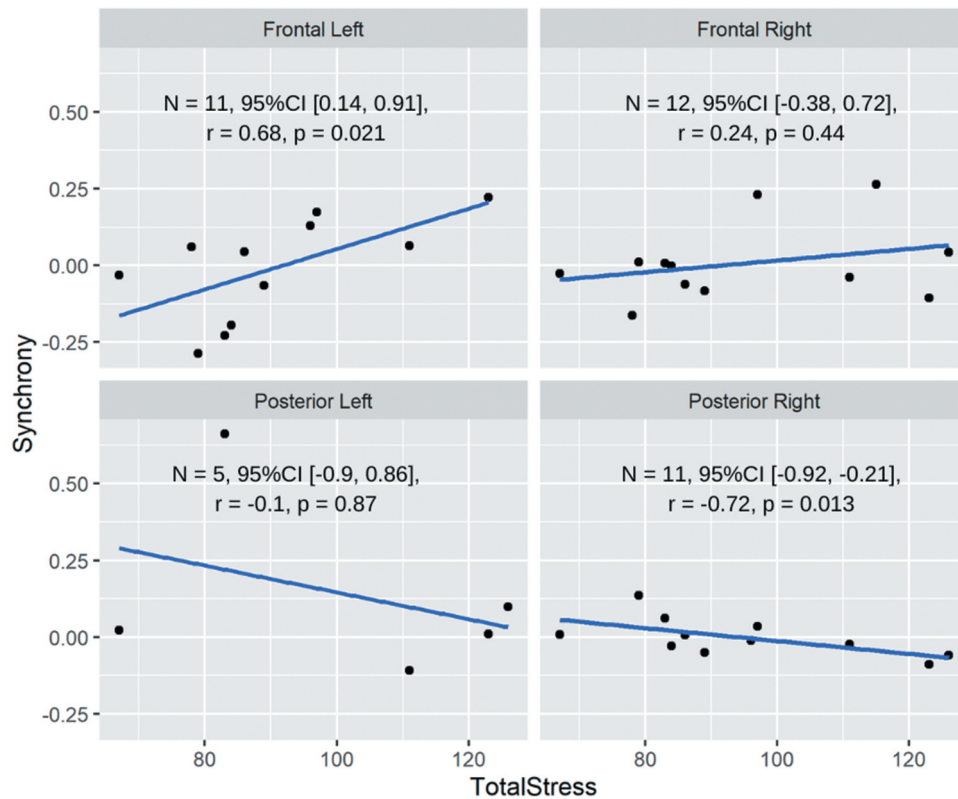 Frontal Left
Frontal Right
N = 11, 95%CI [0.14, 0.91],
r = 0.68, p = 0.021
N = 12, 95%CI [-0.38, 0.72],
r = 0.24, p = 0.44
0.50
0.25
0.00
-0.25
Synchrony
Posterior Left
Posterior Right
N = 5, 95%CI [-0.9, 0.86],
r = -0.1, p = 0.87
N = 11, 95%CI [-0.92, -0.21],
r = -0.72, p = 0.013
0.50
0.25
0.00
-0.25
80 100 120
80 100 120
TotalStress